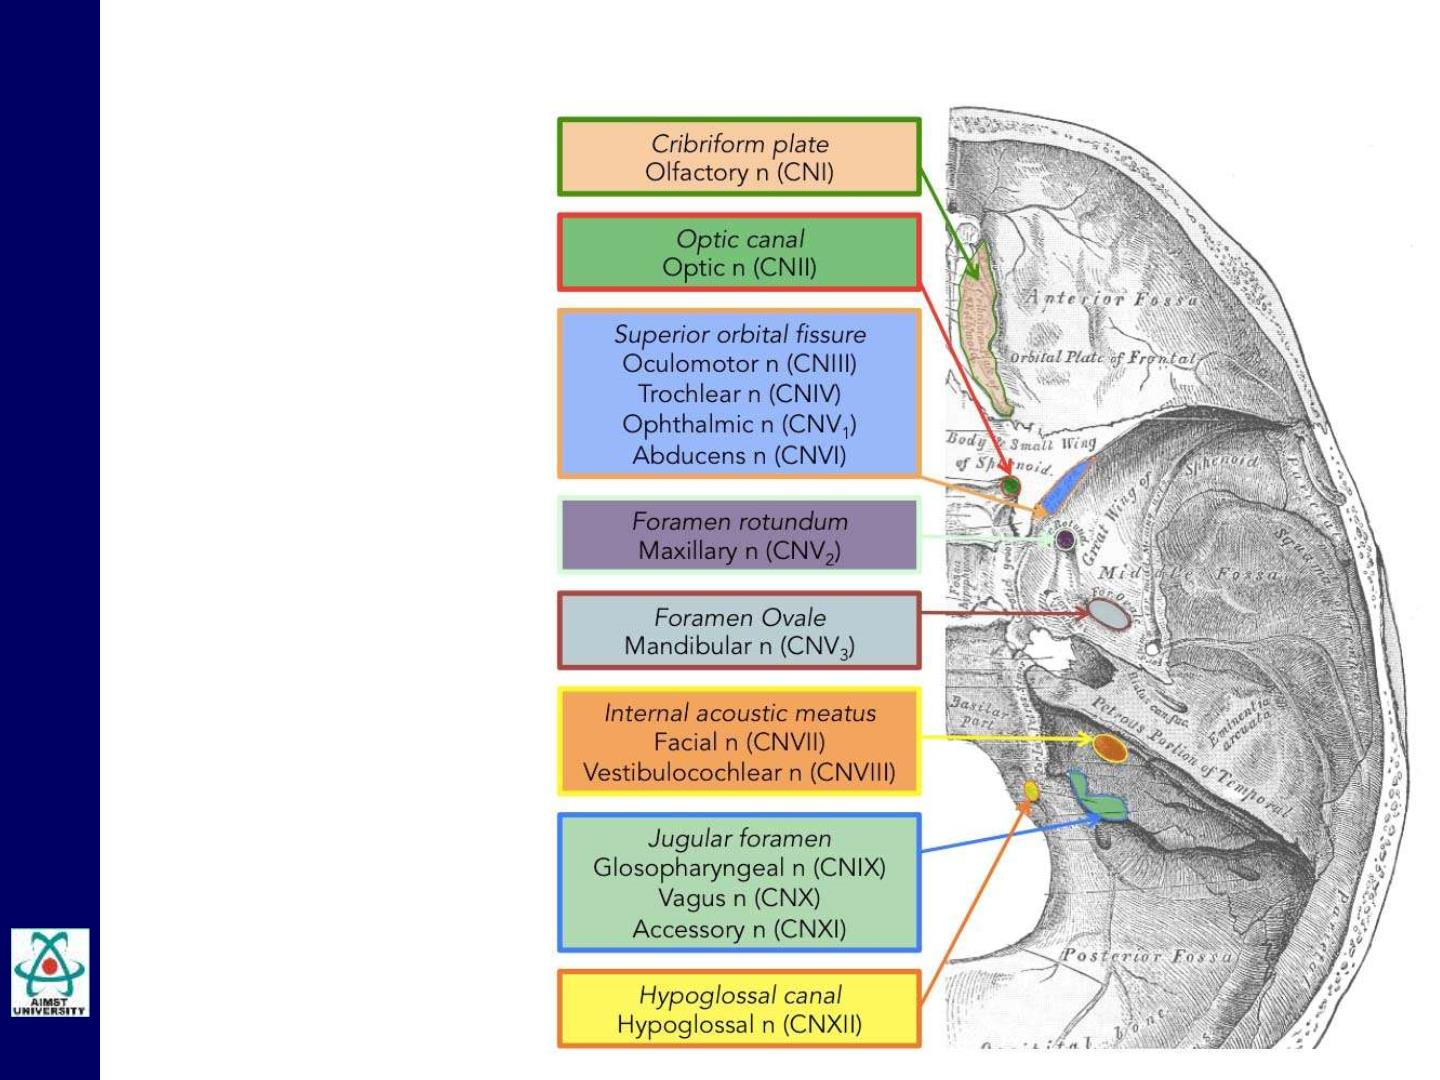 Cribriform plate
Olfactory n (CNI)
Optic canal
Optic n (CNII)
Superior orbital fissure
Oculomotor n (CNIII)
Trochlear n (CNIV)
Ophthalmic n (CNV₁)
Abducens n (CNVI)
Foramen rotundum
Maxillary n (CNV₂)
Foramen Ovale
Mandibular n (CNV₃)
Internal acoustic meatus
Facial n (CNVII)
Vestibulocochlear n (CNVIII)
Jugular foramen
Glosopharyngeal n (CNIX)
Vagus n (CNX)
Accessory n (CNXI)
Hypoglossal canal
Hypoglossal n (CNXII)
Anterior Fossa
Orbital Plate of Frontal
Body & Small Wing
of Sphenoid.
Great Wing of
Sphenoid
Parietal
Squama
Middle Fossa
Basilar
part
Petrous Portion of Temporal
Eminentia
arcuata
Posterior Fossa
bone
AIMST
UNIVERSITY